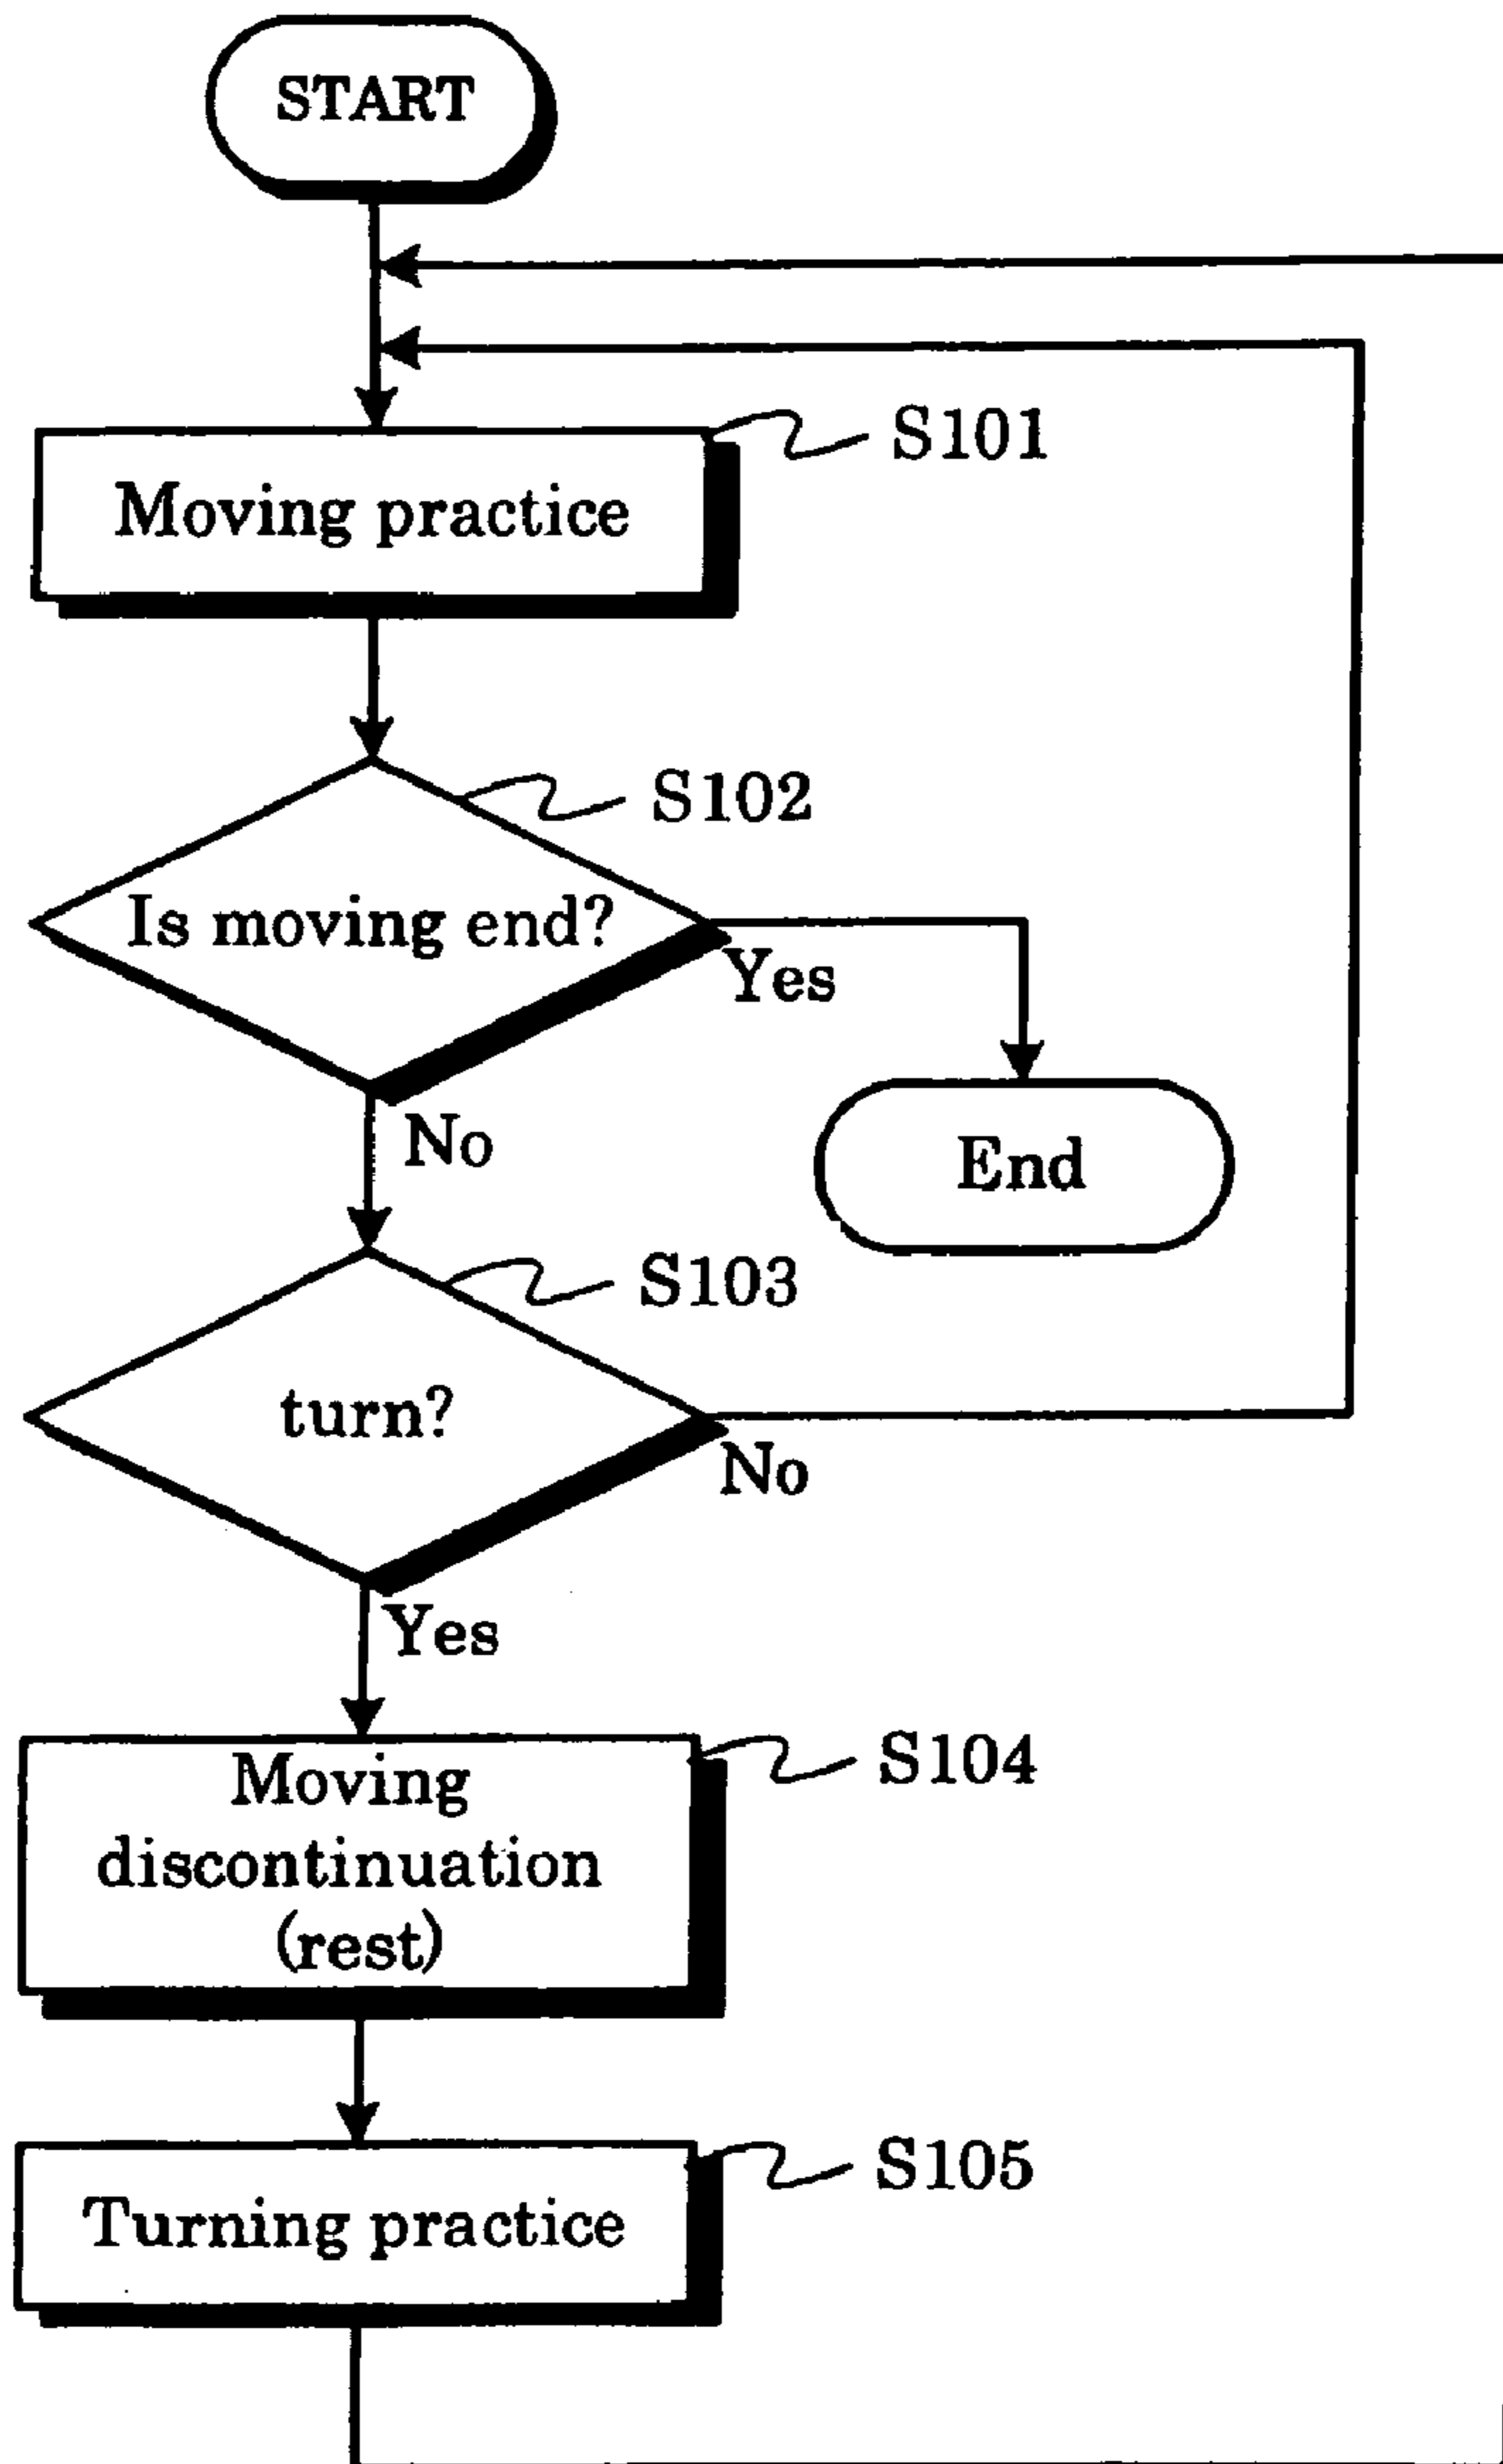 START
S101
Moving practice
S102
Is moving end?
Yes
No
End
S103
turn?
No
Yes
S104
Moving
discontinuation
(rest)
S105
Turning practice